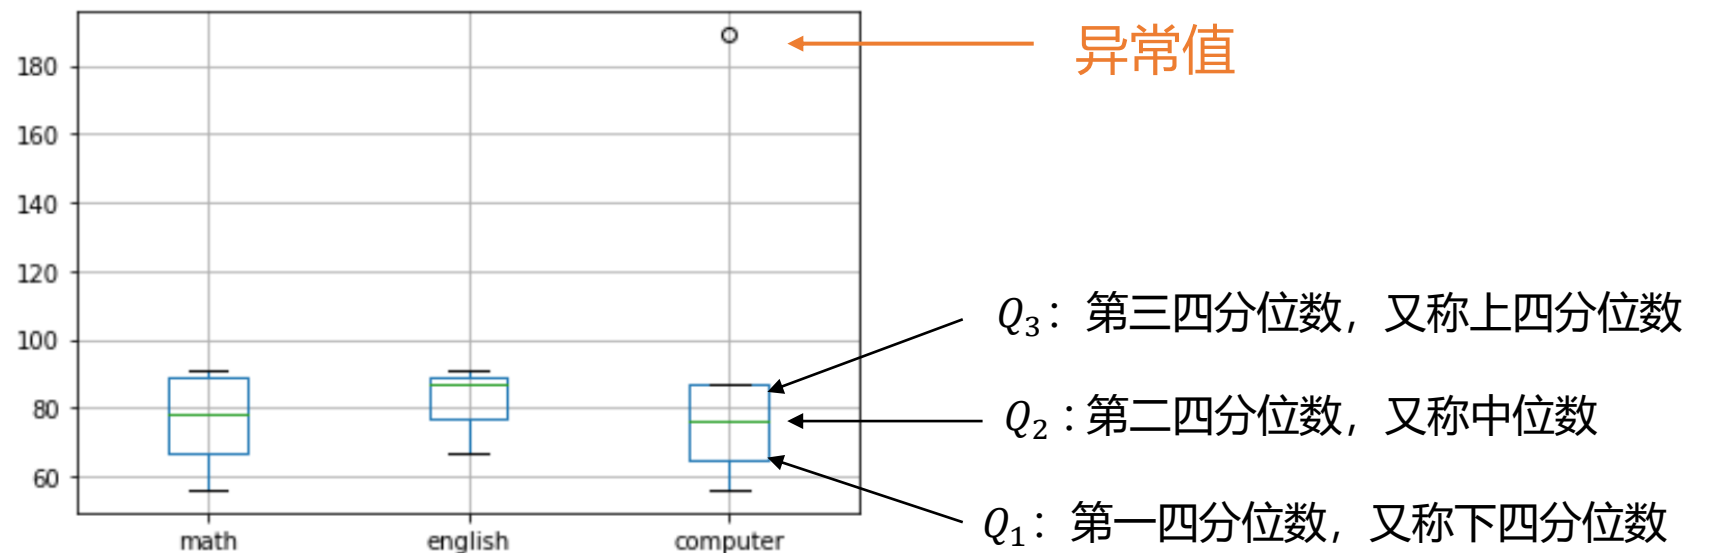 异常值
180
160
140
120
100
80
60
math english computer
Q₃：第三四分位数，又称上四分位数
Q₂：第二四分位数，又称中位数
Q₁：第一四分位数，又称下四分位数